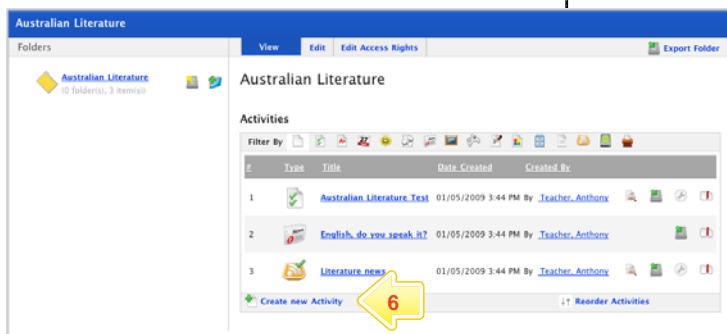 Australian Literature
Folders
View Edit Edit Access Rights Export Folder
Australian Literature
(0 folder(s), 3 item(s))
Australian Literature
Activities
Filter By
# Type Title Date Created Created By
1 Australian Literature Test 01/05/2009 3:44 PM By Teacher, Anthony
2 English, do you speak it? 01/05/2009 3:44 PM By Teacher, Anthony
3 Literature news 01/05/2009 3:44 PM By Teacher, Anthony
Create new Activity 6 Reorder Activities